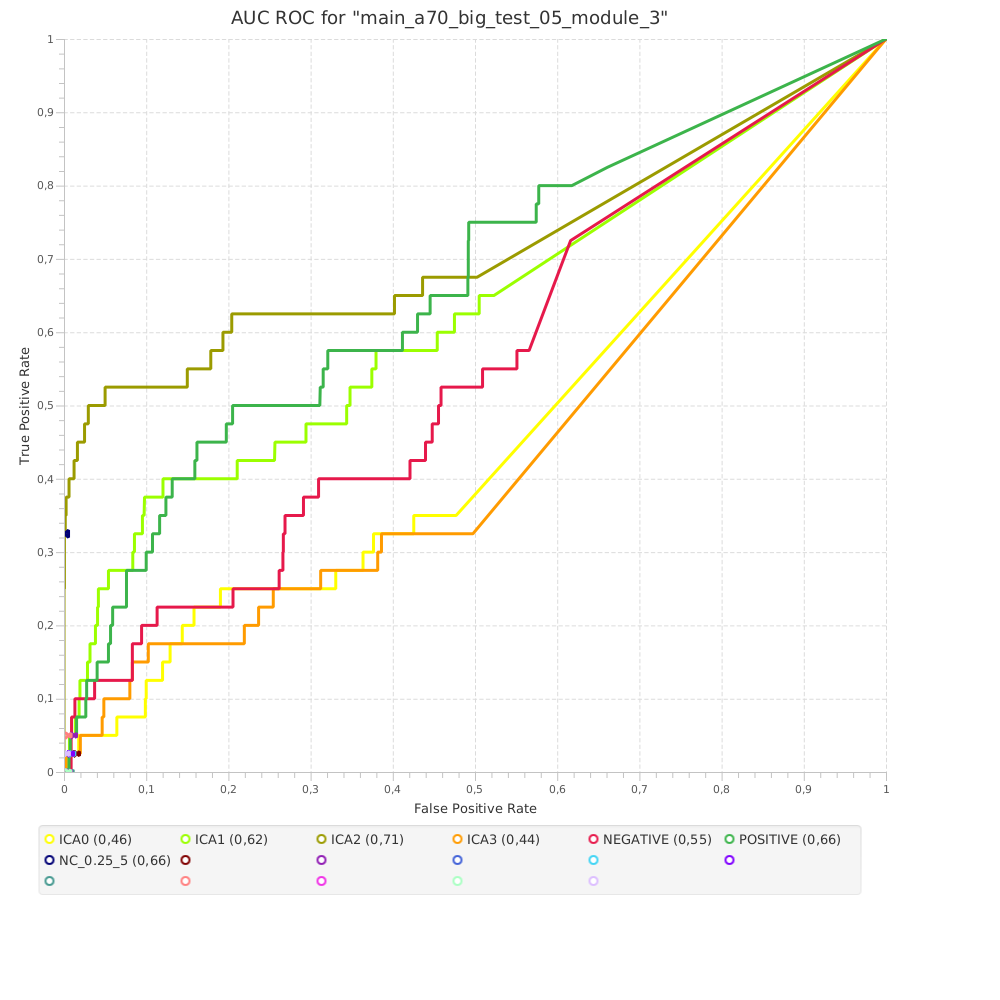 AUC ROC for "main_a70_big_test_05_module_3"
1
0,9
0,8
0,7
0,6
0,5
0,4
0,3
0,2
0,1
0
True Positive Rate
0 0,1 0,2 0,3 0,4 0,5 0,6 0,7 0,8 0,9 1
False Positive Rate
ICA0 (0,46) ICA1 (0,62) ICA2 (0,71) ICA3 (0,44) NEGATIVE (0,55) POSITIVE (0,66)
NC_0.25_5 (0,66)